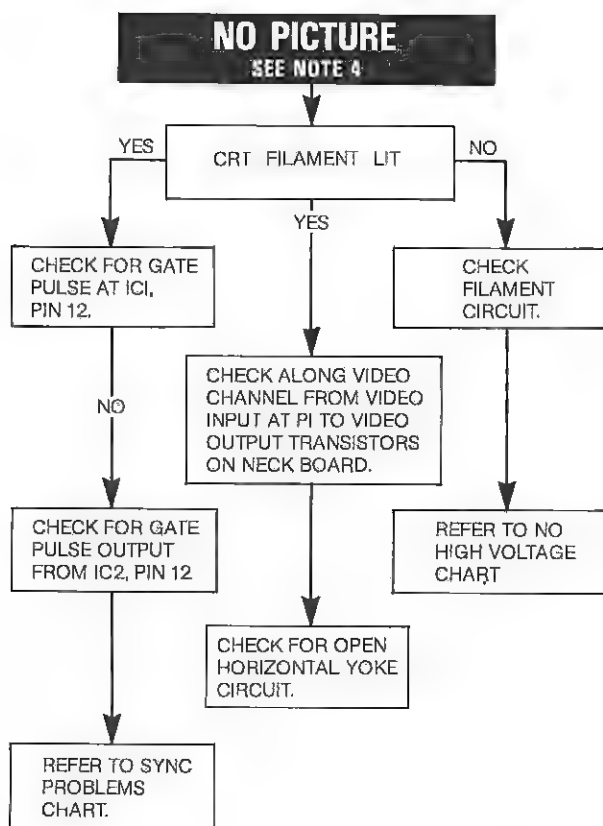 NO PICTURE
SEE NOTE 4
CRT FILAMENT LIT
YES
NO
YES
CHECK FOR GATE
PULSE AT ICI,
PIN 12.
CHECK
FILAMENT
CIRCUIT.
CHECK ALONG VIDEO
CHANNEL FROM VIDEO
INPUT AT PI TO VIDEO
OUTPUT TRANSISTORS
ON NECK BOARD.
NO
CHECK FOR GATE
PULSE OUTPUT
FROM IC2, PIN 12
REFER TO NO
HIGH VOLTAGE
CHART
CHECK FOR OPEN
HORIZONTAL YOKE
CIRCUIT.
REFER TO SYNC
PROBLEMS
CHART.